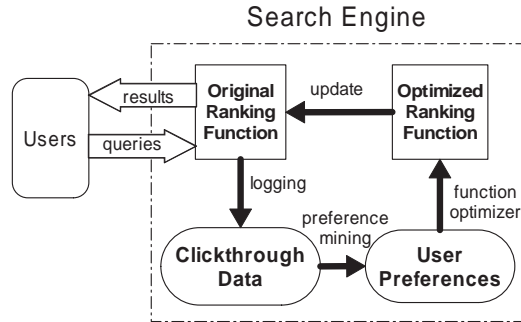 Search Engine
results
Original
Ranking
Function
update
Optimized
Ranking
Function
Users
queries
logging
function
optimizer
preference
mining
Clickthrough
Data
User
Preferences